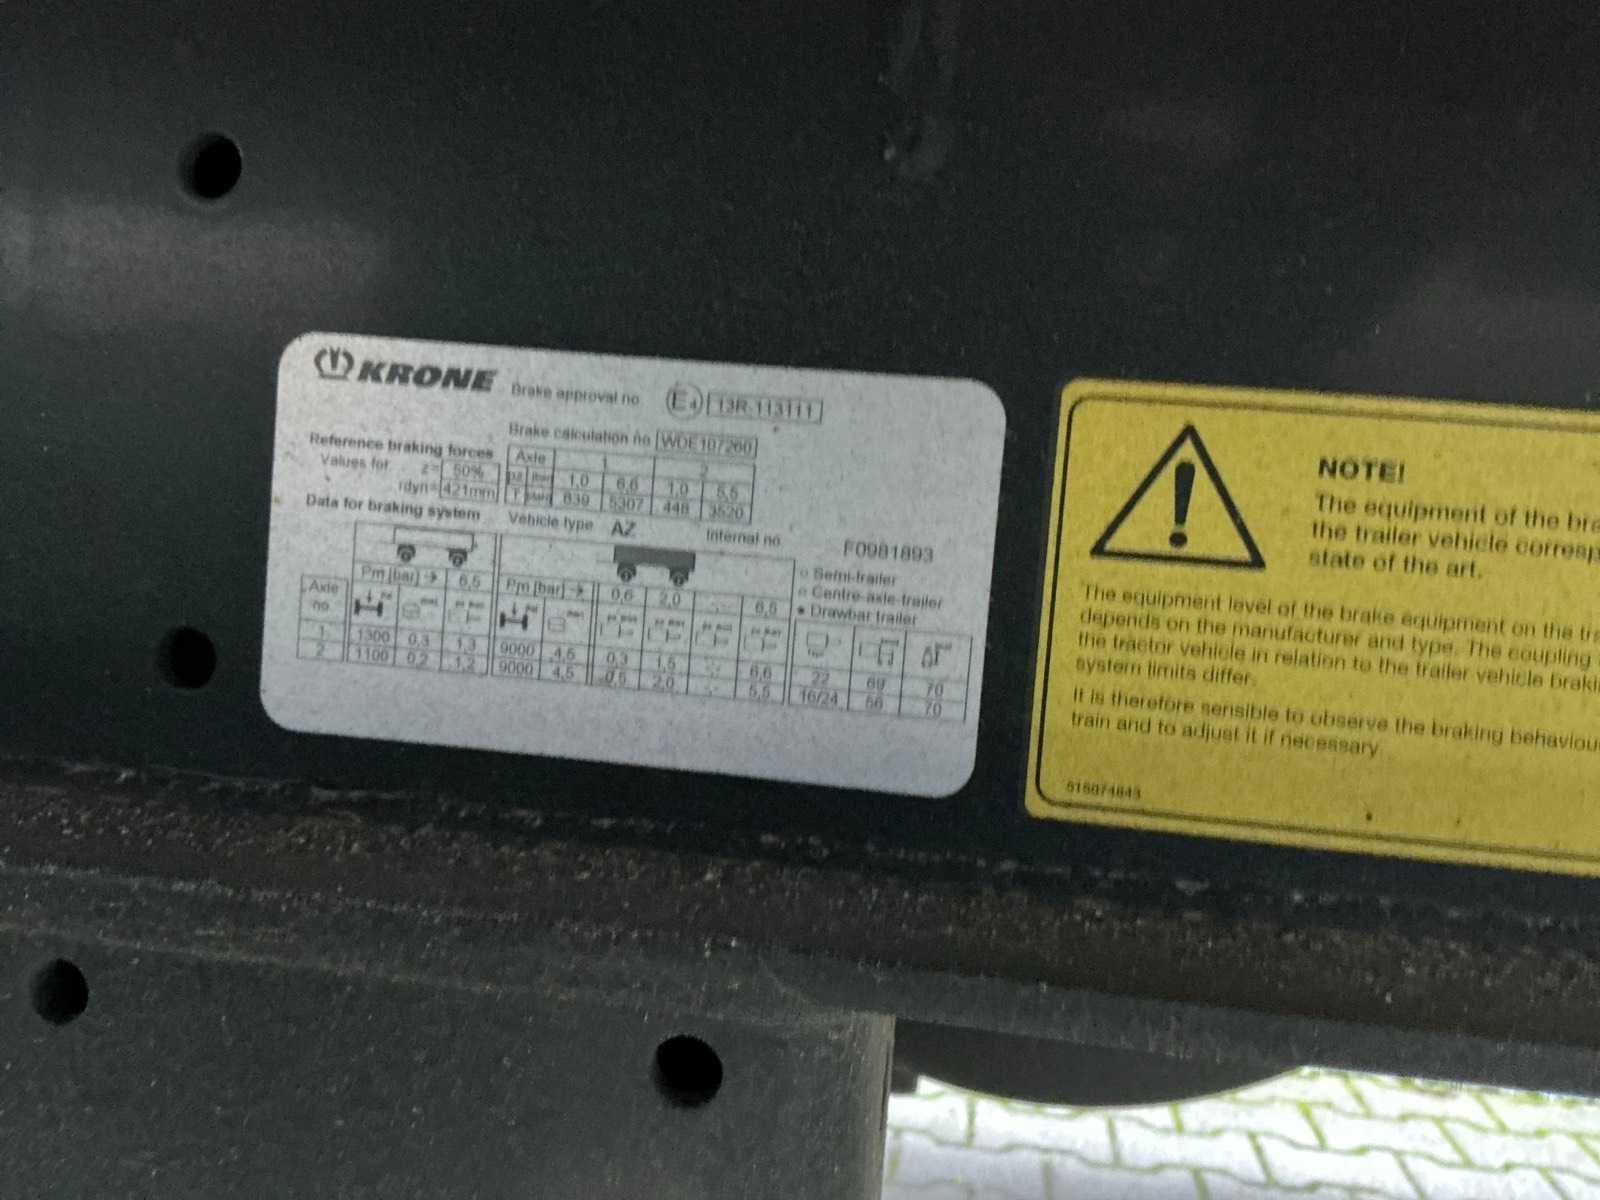 KRONE Brake approval no. E4 13R-113111
Brake calculation no. WDE107260
Reference braking forces
Values for z= 50%
rdyn= 421mm
Axle 1 2
1,0 6,6 1,0 5,5
839 5307 448 3520
Data for braking system Vehicle type AZ Internal no. F0981893
Semi-trailer
Centre-axle-trailer
Drawbar trailer
Axle no. Pm [bar] → 6,5 Pm [bar] → 0,6 2,0 -.- 6,5
1 1300 0,3 1,3 9000 4,5 0,3 1,5 -.- 6,6 22 69 70
2 1100 0,2 1,2 9000 4,5 0,5 2,0 -.- 5,5 16/24 56 70
NOTE!
The equipment of the bra
the trailer vehicle corresp
state of the art.
The equipment level of the brake equipment on the tra
depends on the manufacturer and type. The coupling
the tractor vehicle in relation to the trailer vehicle braki
system limits differ.
It is therefore sensible to observe the braking behaviou
train and to adjust it if necessary.
515074643